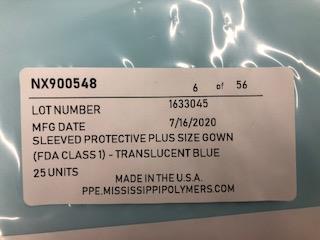 NX900548 6 of 56
LOT NUMBER 1633045
MFG DATE 7/16/2020
SLEEVED PROTECTIVE PLUS SIZE GOWN
(FDA CLASS 1) - TRANSLUCENT BLUE
25 UNITS
MADE IN THE U.S.A.
PPE.MISSISSIPPIPOLYMERS.COM